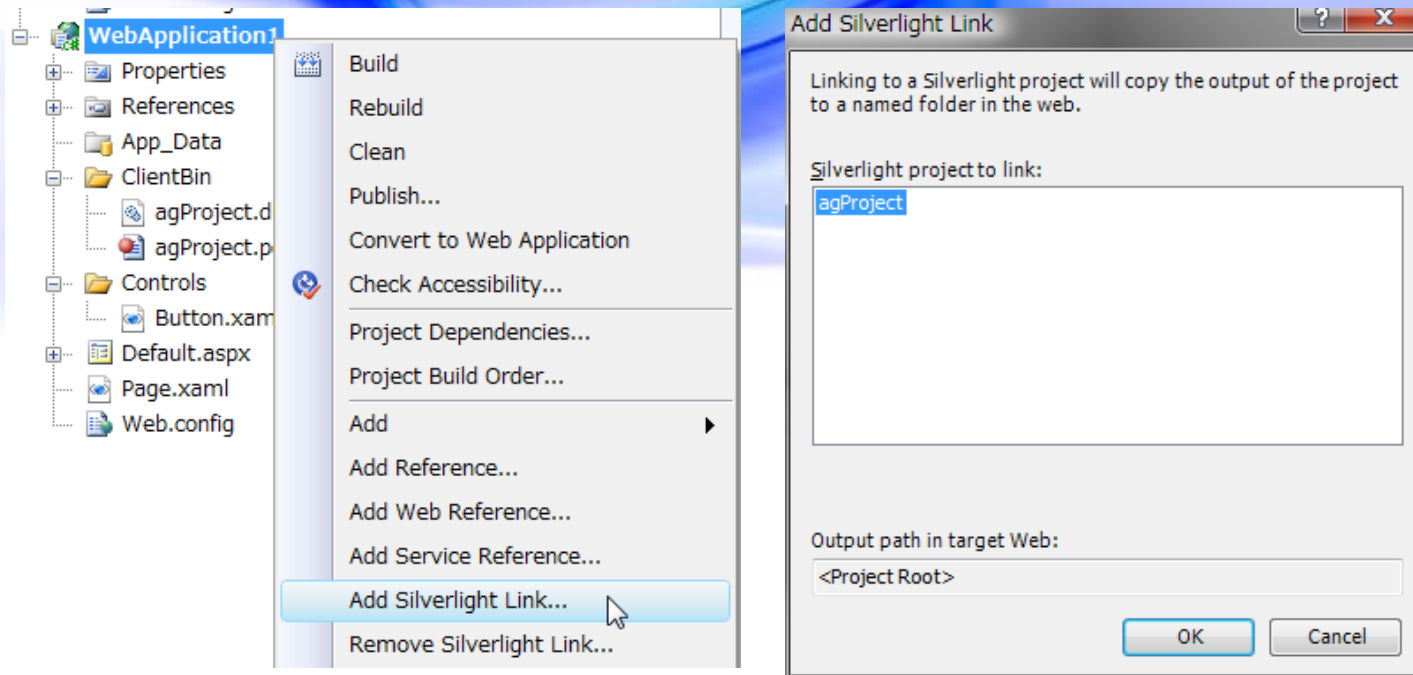 WebApplication1
Properties
References
App_Data
ClientBin
agProject.d
agProject.p
Controls
Button.xam
Default.aspx
Page.xaml
Web.config
Build
Rebuild
Clean
Publish...
Convert to Web Application
Check Accessibility...
Project Dependencies...
Project Build Order...
Add
Add Reference...
Add Web Reference...
Add Service Reference...
Add Silverlight Link...
Remove Silverlight Link...
Add Silverlight Link
Linking to a Silverlight project will copy the output of the project
to a named folder in the web.
Silverlight project to link:
agProject
Output path in target Web:
<Project Root>
OK
Cancel